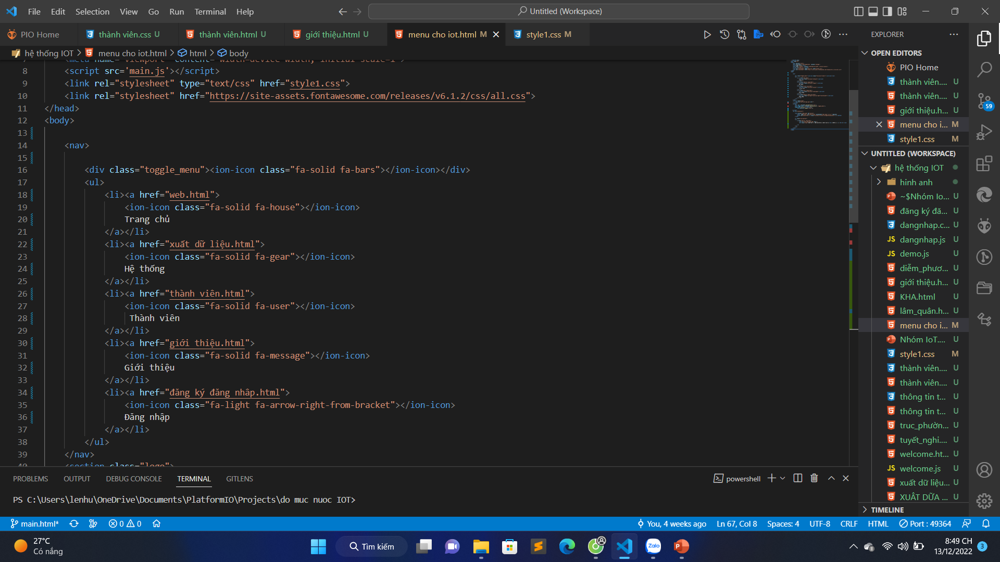 File Edit Selection View Go Run Terminal Help
Untitled (Workspace)
PIO Home
thành viên.css U
thành viên.html U
giới thiệu.html U
menu cho iot.html M
style1.css M
hệ thống IOT > menu cho iot.html > html > body
8 <script src='main.js'></script>
9 <link rel="stylesheet" type="text/css" href="style1.css">
10 <link rel="stylesheet" href="https://site-assets.fontawesome.com/releases/v6.1.2/css/all.css">
11 </head>
12 <body>
13
14 <nav>
15
16 <div class="toggle_menu"><ion-icon class="fa-solid fa-bars"></ion-icon></div>
17 <ul>
18 <li><a href="web.html">
19 <ion-icon class="fa-solid fa-house"></ion-icon>
20 Trang chủ
21 </a></li>
22 <li><a href="xuất dữ liệu.html">
23 <ion-icon class="fa-solid fa-gear"></ion-icon>
24 Hệ thống
25 </a></li>
26 <li><a href="thành viên.html">
27 <ion-icon class="fa-solid fa-user"></ion-icon>
28 Thành viên
29 </a></li>
30 <li><a href="giới thiệu.html">
31 <ion-icon class="fa-solid fa-message"></ion-icon>
32 Giới thiệu
33 </a></li>
34 <li><a href="đăng ký đăng nhâp.html">
35 <ion-icon class="fa-light fa-arrow-right-from-bracket"></ion-icon>
36 Đăng nhập
37 </a></li>
38 </ul>
39 </nav>
40 <section class="logo">
PROBLEMS OUTPUT DEBUG CONSOLE TERMINAL GITLENS
powershell
PS C:\Users\lenhu\OneDrive\Documents\PlatformIO\Projects\do muc nuoc IOT>
EXPLORER
OPEN EDITORS
PIO Home
thành viên.... U
thành viên.... U
giới thiệu.h... U
menu cho i... M
style1.css M
UNTITLED (WORKSPACE)
hệ thống IOT
hinh anh
~$Nhóm Io... U
đăng ký đă... U
dangnhap.c... U
dangnhap.js U
demo.js U
diễm_phươ... U
giới thiệu.h... U
KHA.html U
lâm_quân.h... U
menu cho i... M
Nhóm IoT.... U
style1.css M
thành viên.... U
thành viên.... U
thông tin t... U
thông tin t... U
truc_phườn... U
tuyết_nghi.... U
welcome.ht... U
welcome.js U
xuất dữ liệu... U
XUẤT DỮA ... U
TIMELINE
59
main.html* 0 0
You, 4 weeks ago Ln 67, Col 8 Spaces: 4 UTF-8 CRLF HTML Port : 49364
27°C
Có nắng
Tìm kiếm
Zalo
8:49 CH
13/12/2022
3